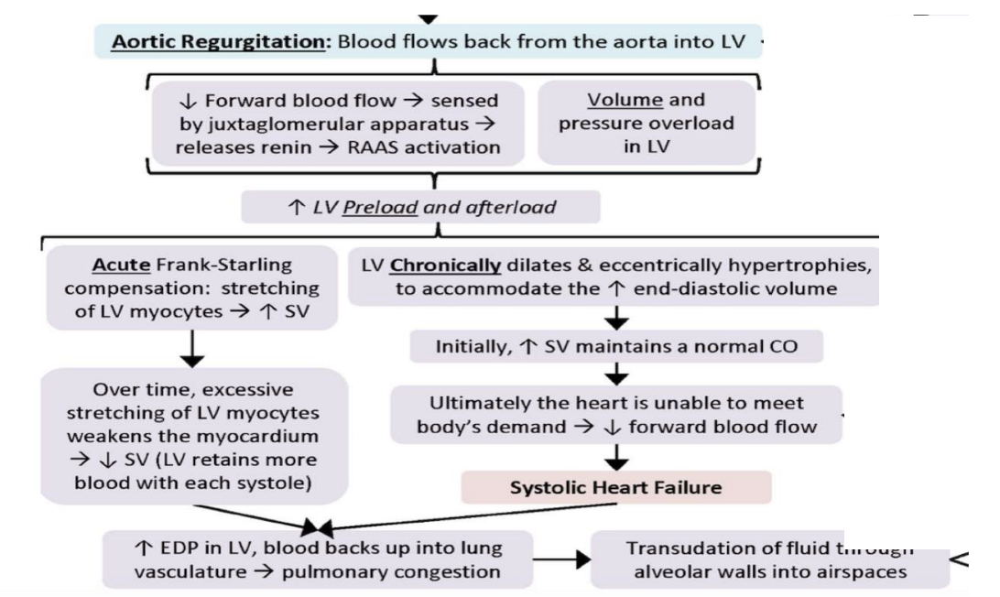 Aortic Regurgitation: Blood flows back from the aorta into LV
↓ Forward blood flow → sensed
by juxtaglomerular apparatus →
releases renin → RAAS activation
Volume and
pressure overload
in LV
↑ LV Preload and afterload
Acute Frank-Starling
compensation: stretching
of LV myocytes → ↑ SV
LV Chronically dilates & eccentrically hypertrophies,
to accommodate the ↑ end-diastolic volume
Initially, ↑ SV maintains a normal CO
Over time, excessive
stretching of LV myocytes
weakens the myocardium
→ ↓ SV (LV retains more
blood with each systole)
Ultimately the heart is unable to meet
body's demand → ↓ forward blood flow
Systolic Heart Failure
↑ EDP in LV, blood backs up into lung
vasculature → pulmonary congestion
Transudation of fluid through
alveolar walls into airspaces